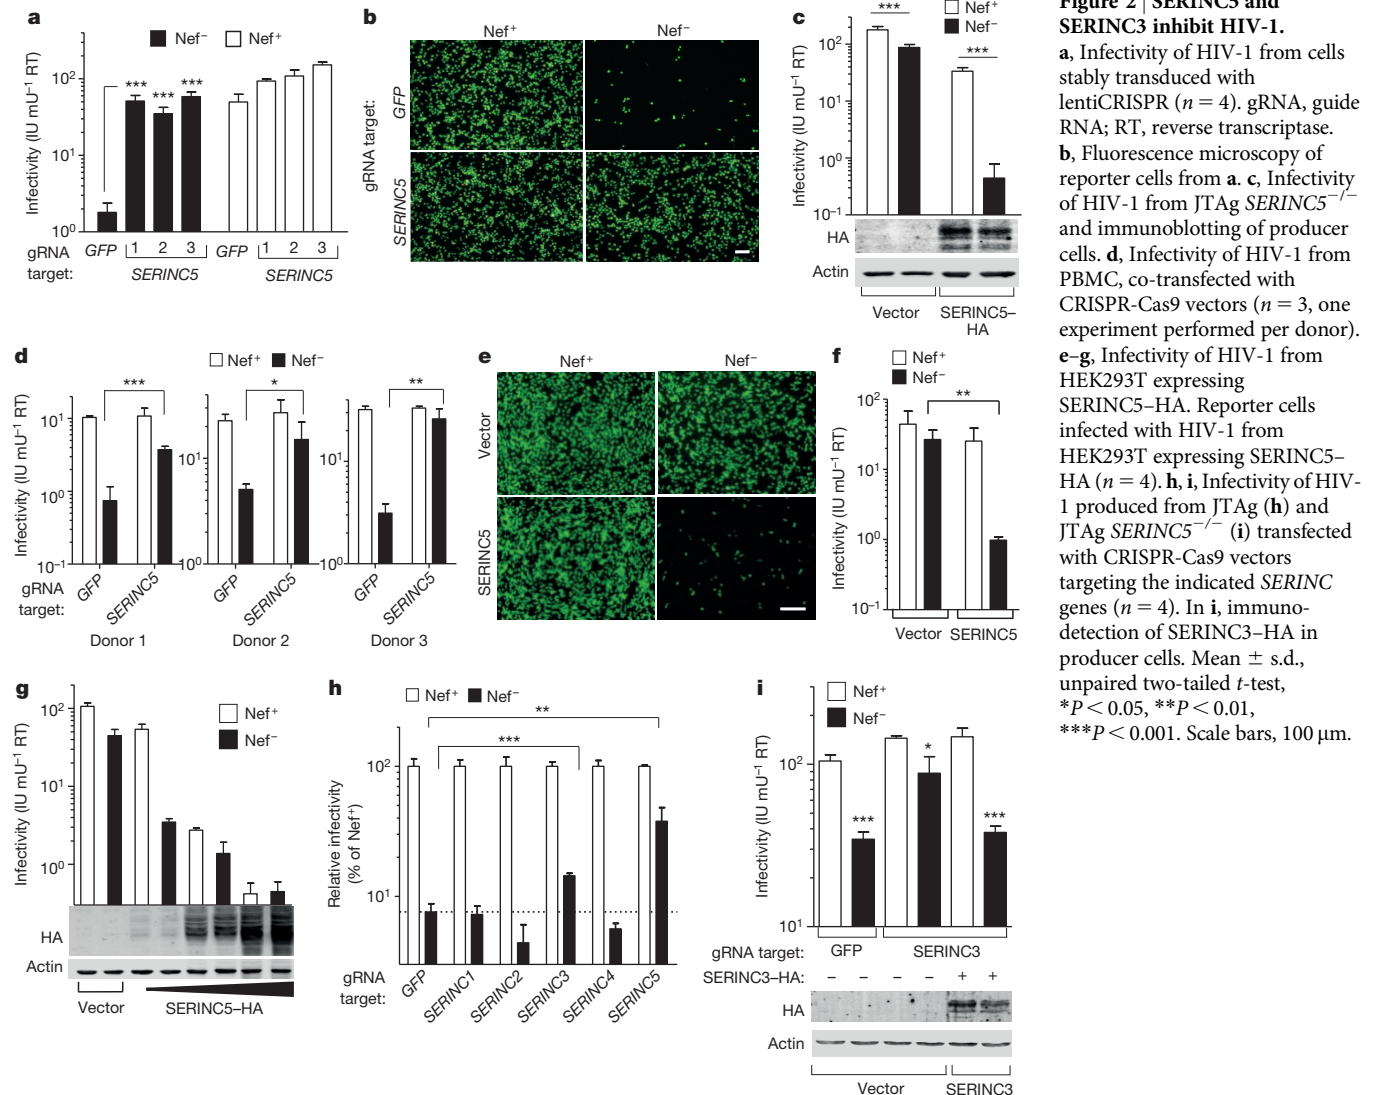 a
Nef⁻ Nef⁺
Infectivity (IU mU⁻¹ RT)
10²
10¹
10⁰
*** *** ***
gRNA target:
GFP 1 2 3 GFP 1 2 3
SERINC5 SERINC5
b
Nef⁺ Nef⁻
gRNA target:
GFP
SERINC5
c
Nef⁺
Nef⁻
*** ***
Infectivity (IU mU⁻¹ RT)
10²
10¹
10⁰
10⁻¹
HA
Actin
Vector SERINC5–
HA
d
Nef⁺ Nef⁻
*** * **
Infectivity (IU mU⁻¹ RT)
10¹
10⁰
10⁻¹
10¹
10⁰
10¹
10⁰
gRNA
target:
GFP SERINC5 GFP SERINC5 GFP SERINC5
Donor 1 Donor 2 Donor 3
e
Nef⁺ Nef⁻
Vector
SERINC5
f
Nef⁺
Nef⁻
**
Infectivity (IU mU⁻¹ RT)
10²
10¹
10⁰
10⁻¹
Vector SERINC5
g
Nef⁺
Nef⁻
Infectivity (IU mU⁻¹ RT)
10²
10¹
10⁰
HA
Actin
Vector SERINC5–HA
h
Nef⁺ Nef⁻
**
***
Relative infectivity
(% of Nef⁺)
10²
10¹
gRNA
target:
GFP SERINC1 SERINC2 SERINC3 SERINC4 SERINC5
i
Nef⁺
Nef⁻
*** * ***
Infectivity (IU mU⁻¹ RT)
10²
10¹
gRNA target: GFP SERINC3
SERINC3–HA: – – – – + +
HA
Actin
Vector SERINC3
Figure 2 | SERINC5 and
SERINC3 inhibit HIV-1.
a, Infectivity of HIV-1 from cells
stably transduced with
lentiCRISPR (n = 4). gRNA, guide
RNA; RT, reverse transcriptase.
b, Fluorescence microscopy of
reporter cells from a. c, Infectivity
of HIV-1 from JTAg SERINC5⁻/⁻
and immunoblotting of producer
cells. d, Infectivity of HIV-1 from
PBMC, co-transfected with
CRISPR-Cas9 vectors (n = 3, one
experiment performed per donor).
e–g, Infectivity of HIV-1 from
HEK293T expressing
SERINC5–HA. Reporter cells
infected with HIV-1 from
HEK293T expressing SERINC5–
HA (n = 4). h, i, Infectivity of HIV-
1 produced from JTAg (h) and
JTAg SERINC5⁻/⁻ (i) transfected
with CRISPR-Cas9 vectors
targeting the indicated SERINC
genes (n = 4). In i, immuno-
detection of SERINC3–HA in
producer cells. Mean ± s.d.,
unpaired two-tailed t-test,
*P < 0.05, **P < 0.01,
***P < 0.001. Scale bars, 100 μm.